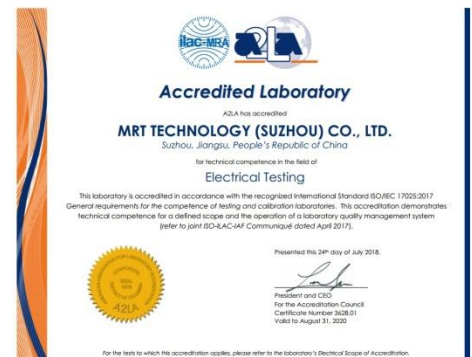 ilac-MRA
A2LA
Accredited Laboratory
A2LA has accredited
MRT TECHNOLOGY (SUZHOU) CO., LTD.
Suzhou, Jiangsu, People's Republic of China
for technical competence in the field of
Electrical Testing
This laboratory is accredited in accordance with the recognized International Standard ISO/IEC 17025:2017
General requirements for the competence of testing and calibration laboratories. This accreditation demonstrates
technical competence for a defined scope and the operation of a laboratory quality management system
(refer to joint ISO-ILAC-IAF Communiqué dated April 2017).
Presented this 24th day of July 2018.
President and CEO
For the Accreditation Council
Certificate Number 3628.01
Valid to August 31, 2020
CORPORATE
SEAL
A2LA
For the tests to which this accreditation applies, please refer to the laboratory's Electrical Scope of Accreditation.